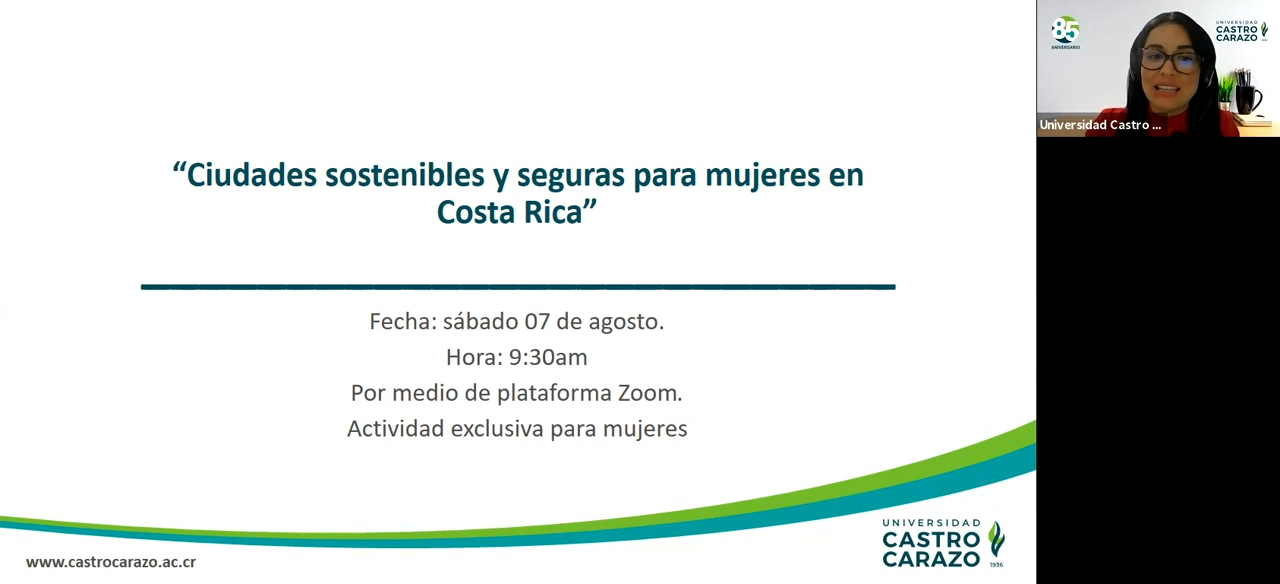 “Ciudades sostenibles y seguras para mujeres en
Costa Rica”
Fecha: sábado 07 de agosto.
Hora: 9:30am
Por medio de plataforma Zoom.
Actividad exclusiva para mujeres
www.castrocarazo.ac.cr
UNIVERSIDAD
CASTRO
CARAZO
1936
85
ANIVERSARIO
UNIVERSIDAD
CASTRO
CARAZO
Universidad Castro ...